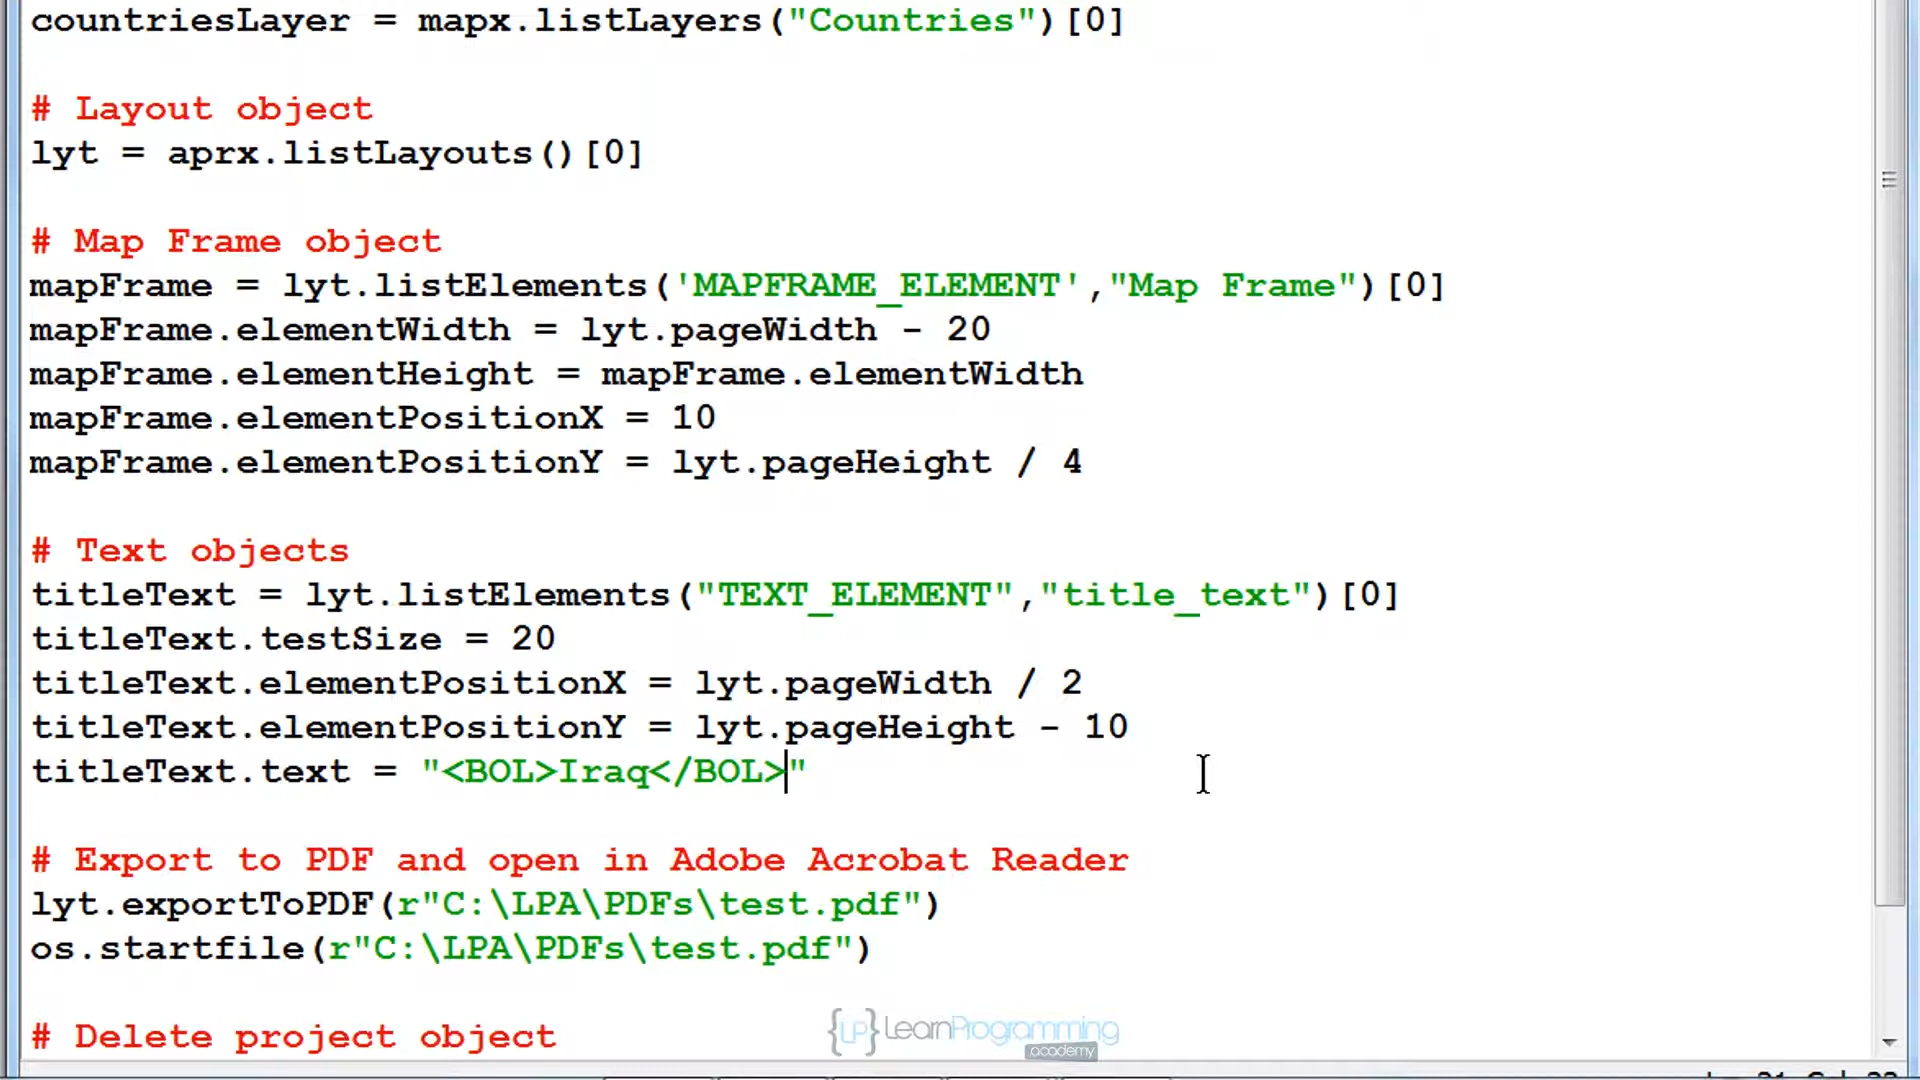 countriesLayer = mapx.listLayers("Countries")[0]
# Layout object
lyt = aprx.listLayouts()[0]
# Map Frame object
mapFrame = lyt.listElements('MAPFRAME_ELEMENT',"Map Frame")[0]
mapFrame.elementWidth = lyt.pageWidth - 20
mapFrame.elementHeight = mapFrame.elementWidth
mapFrame.elementPositionX = 10
mapFrame.elementPositionY = lyt.pageHeight / 4
# Text objects
titleText = lyt.listElements("TEXT_ELEMENT","title_text")[0]
titleText.testSize = 20
titleText.elementPositionX = lyt.pageWidth / 2
titleText.elementPositionY = lyt.pageHeight - 10
titleText.text = "<BOL>Iraq</BOL>"
# Export to PDF and open in Adobe Acrobat Reader
lyt.exportToPDF(r"C:\LPA\PDFs\test.pdf")
os.startfile(r"C:\LPA\PDFs\test.pdf")
# Delete project object
{LP} LearnProgramming
academy